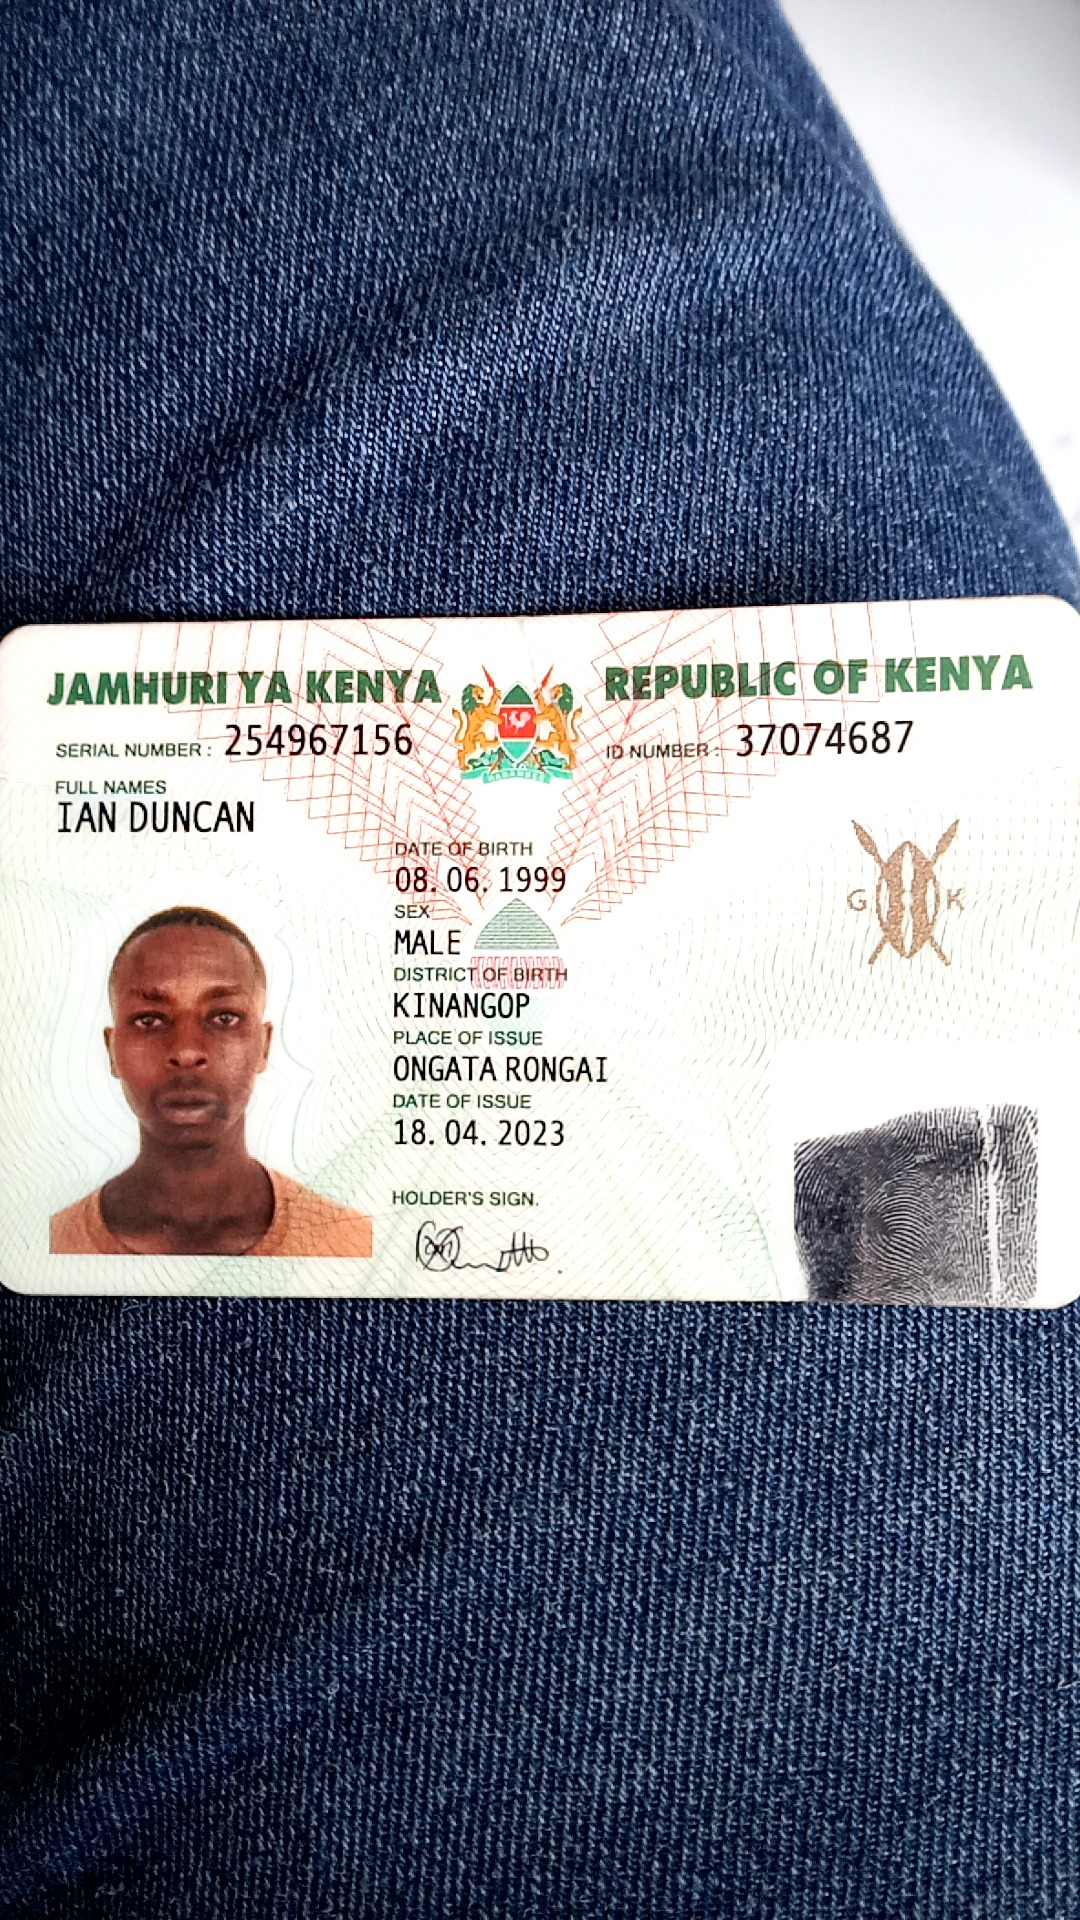 JAMHURI YA KENYA
REPUBLIC OF KENYA
SERIAL NUMBER : 254967156
ID NUMBER : 37074687
FULL NAMES
IAN DUNCAN
DATE OF BIRTH
08. 06. 1999
SEX
MALE
DISTRICT OF BIRTH
KINANGOP
PLACE OF ISSUE
ONGATA RONGAI
DATE OF ISSUE
18. 04. 2023
HOLDER'S SIGN.
G K
HARAMBEE